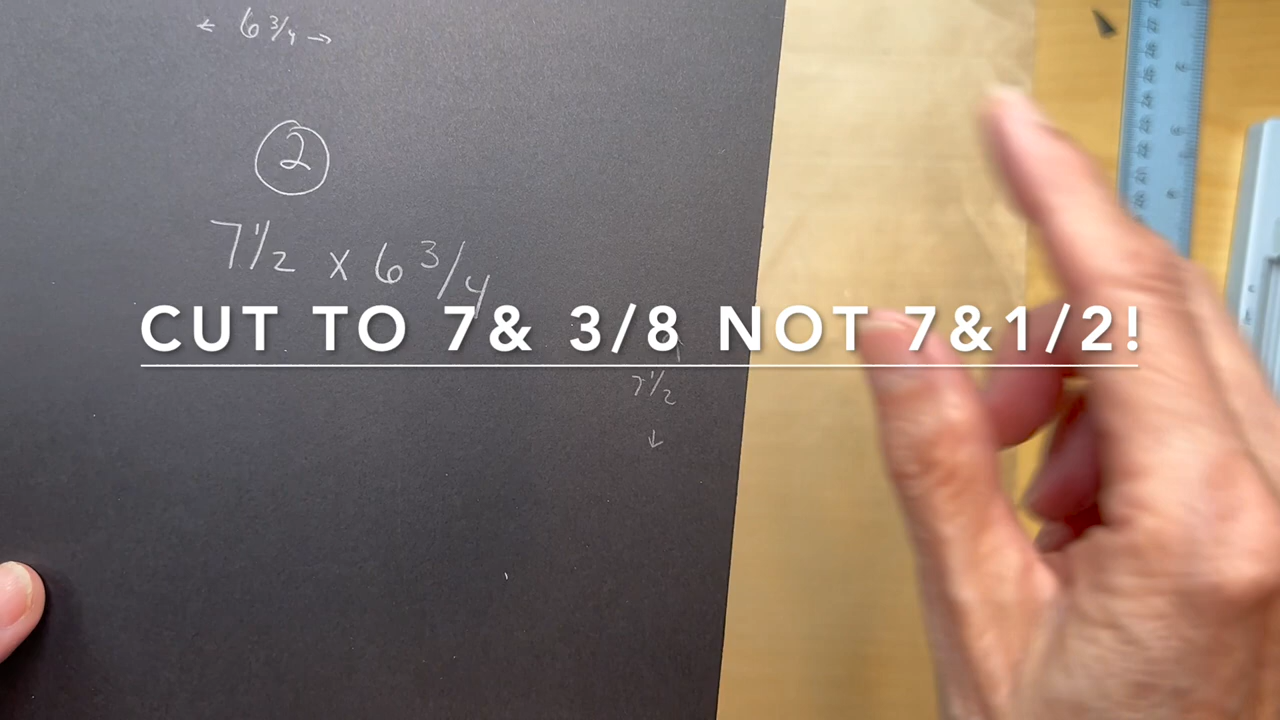 ← 6 3/4 →
2
7 1/2 x 6 3/4
CUT TO 7& 3/8 NOT 7&1/2!
7 1/2
↓